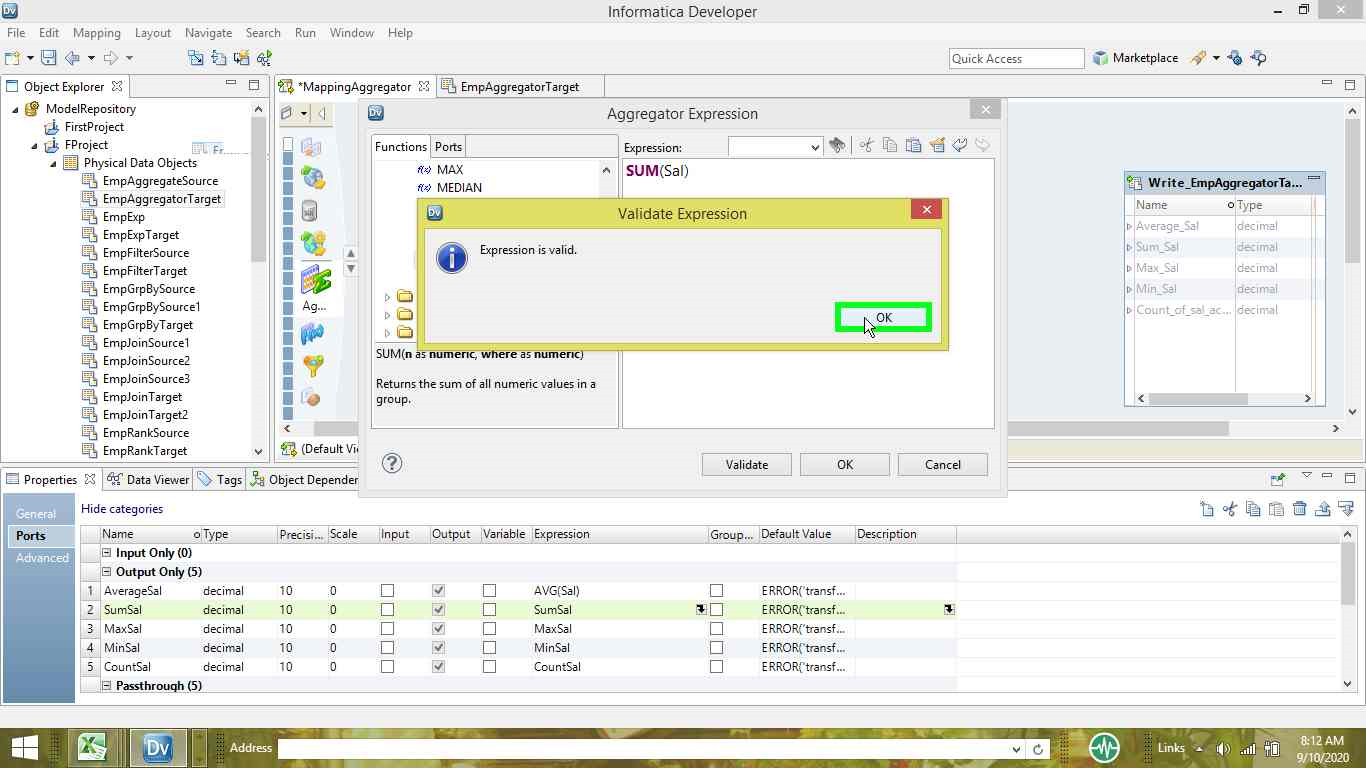 Informatica Developer
File Edit Mapping Layout Navigate Search Run Window Help
Quick Access
Marketplace
Object Explorer
*MappingAggregator
EmpAggregatorTarget
ModelRepository
FirstProject
FProject
Physical Data Objects
EmpAggregateSource
EmpAggregatorTarget
EmpExp
EmpExpTarget
EmpFilterSource
EmpFilterTarget
EmpGrpBySource
EmpGrpBySource1
EmpGrpByTarget
EmpJoinSource1
EmpJoinSource2
EmpJoinSource3
EmpJoinTarget
EmpJoinTarget2
EmpRankSource
EmpRankTarget
Ag...
(Default Vi
Aggregator Expression
Functions Ports
Expression:
MAX
MEDIAN
SUM(Sal)
Validate Expression
Expression is valid.
OK
SUM(n as numeric, where as numeric)
Returns the sum of all numeric values in a
group.
Validate OK Cancel
Write_EmpAggregatorTa...
Name Type
Average_Sal decimal
Sum_Sal decimal
Max_Sal decimal
Min_Sal decimal
Count_of_sal_ac... decimal
Properties Data Viewer Tags Object Depender
General
Ports
Advanced
Hide categories
Name Type Precisi... Scale Input Output Variable Expression Group... Default Value Description
Input Only (0)
Output Only (5)
1 AverageSal decimal 10 0 AVG(Sal) ERROR('transf...
2 SumSal decimal 10 0 SumSal ERROR('transf...
3 MaxSal decimal 10 0 MaxSal ERROR('transf...
4 MinSal decimal 10 0 MinSal ERROR('transf...
5 CountSal decimal 10 0 CountSal ERROR('transf...
Passthrough (5)
Dv
Address
Links
8:12 AM
9/10/2020